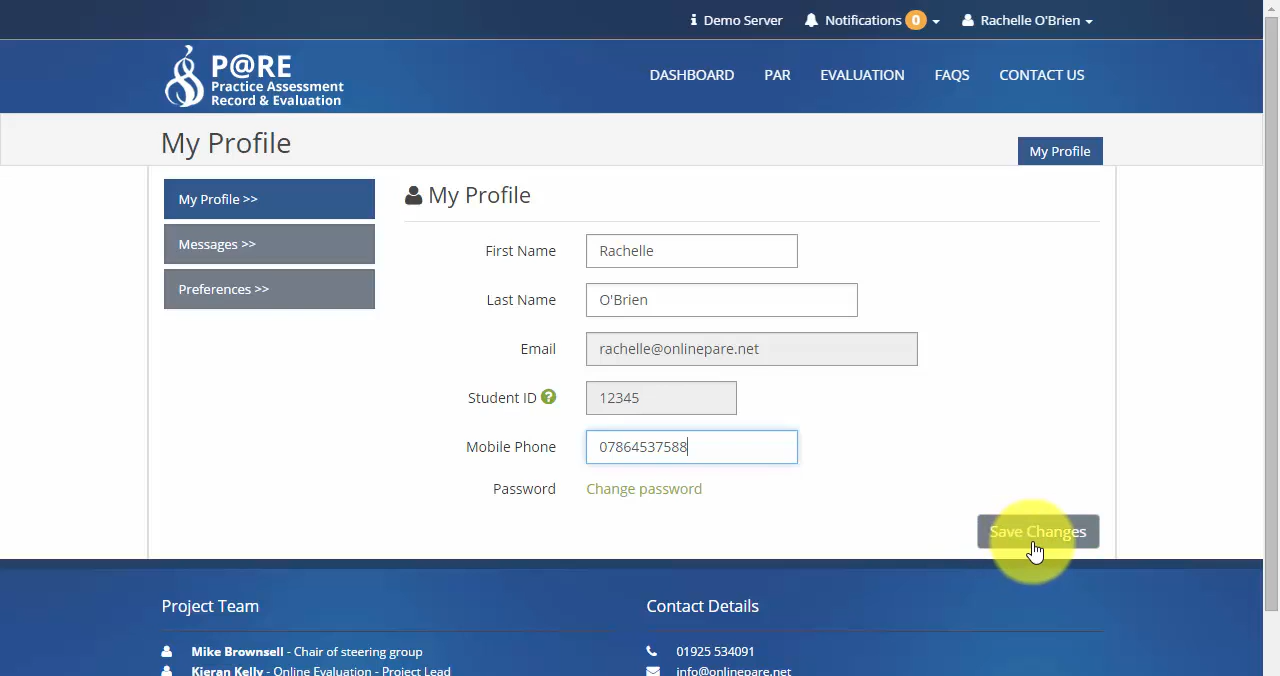 Demo Server
Notifications 0
Rachelle O'Brien
P@RE
Practice Assessment
Record & Evaluation
DASHBOARD PAR EVALUATION FAQS CONTACT US
My Profile
My Profile
My Profile >>
Messages >>
Preferences >>
My Profile
First Name Rachelle
Last Name O'Brien
Email rachelle@onlinepare.net
Student ID ? 12345
Mobile Phone 07864537588
Password Change password
Save Changes
Project Team
Mike Brownsell - Chair of steering group
Kieran Kelly - Online Evaluation - Project Lead
Contact Details
01925 534091
info@onlinepare.net